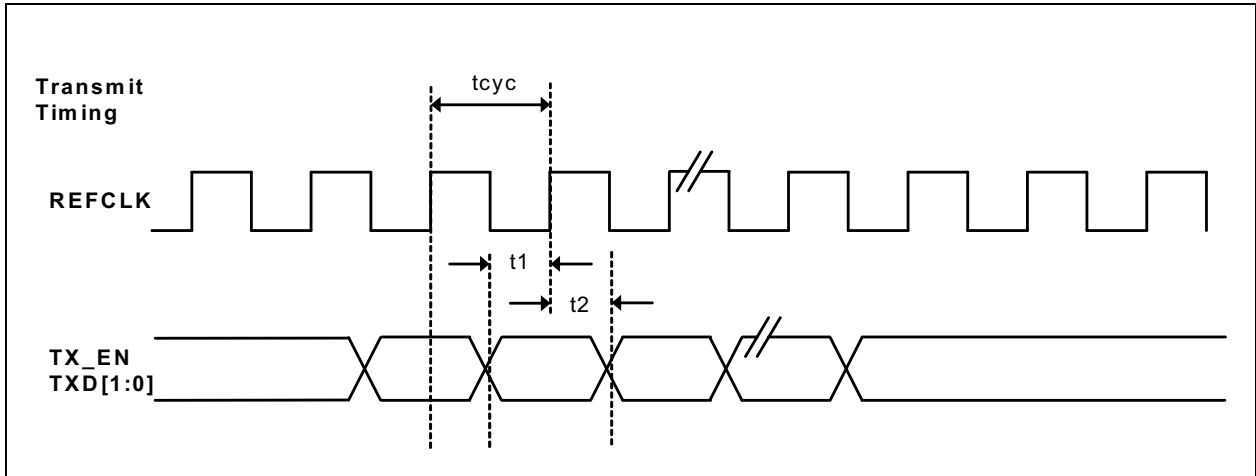 Transmit
Timing
tcyc
REFCLK
t1
t2
TX_EN
TXD[1:0]